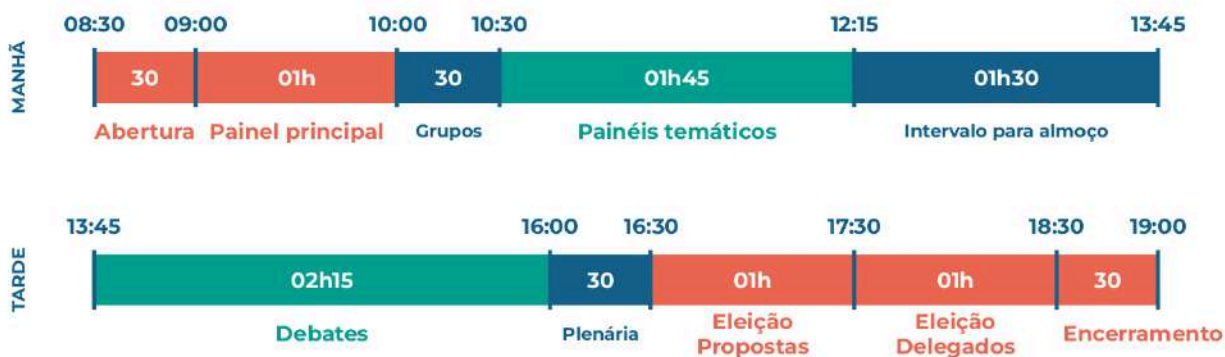 08:30 09:00 10:00 10:30 12:15 13:45
MANHÃ
30 01h 30 01h45 01h30
Abertura Painel principal Grupos Painéis temáticos Intervalo para almoço
13:45 16:00 16:30 17:30 18:30 19:00
TARDE
02h15 30 01h 01h 30
Debates Plenária Eleição Propostas Eleição Delegados Encerramento